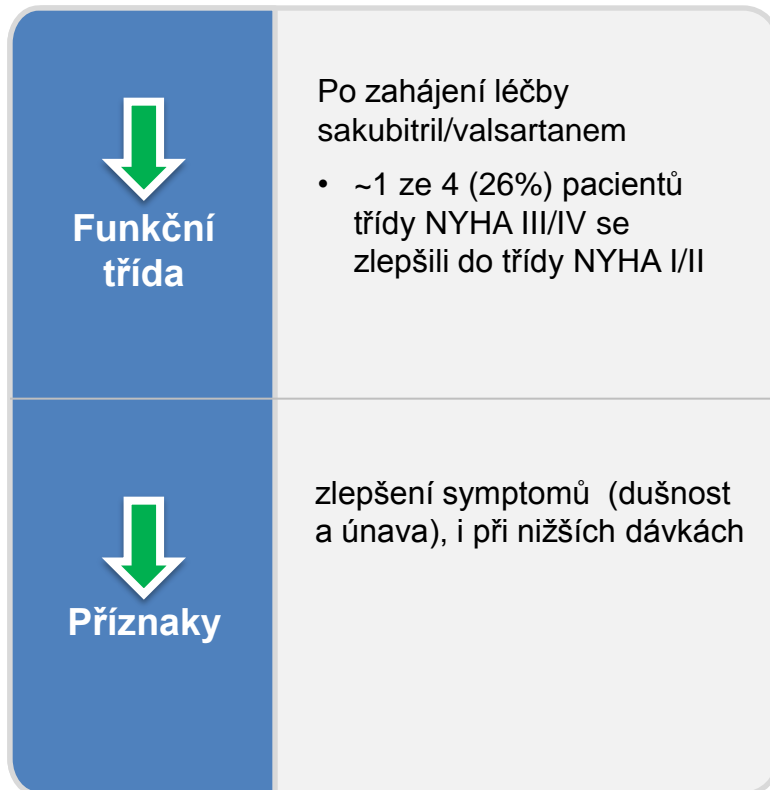 Funkční
třída
Po zahájení léčby
sakubitril/valsartanem
• ~1 ze 4 (26%) pacientů
třídy NYHA III/IV se
zlepšili do třídy NYHA I/II
Příznaky
zlepšení symptomů  (dušnost
a únava), i při nižších dávkách